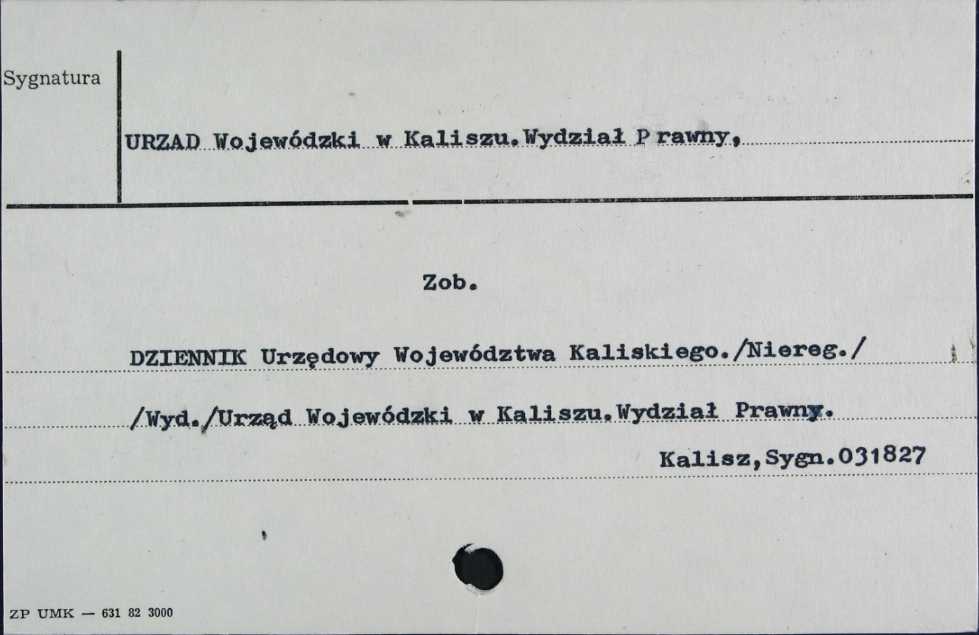 Sygnatura
URZAD Wojewódzki w Kaliszu.Wydział Prawny,
Zob.
DZIENNIK Urzędowy Województwa Kaliskiego./Niereg./
/Wyd./Urząd Wojewódzki w Kaliszu.Wydział Prawny.
Kalisz,Sygn.031827
ZP UMK — 631 82 3000